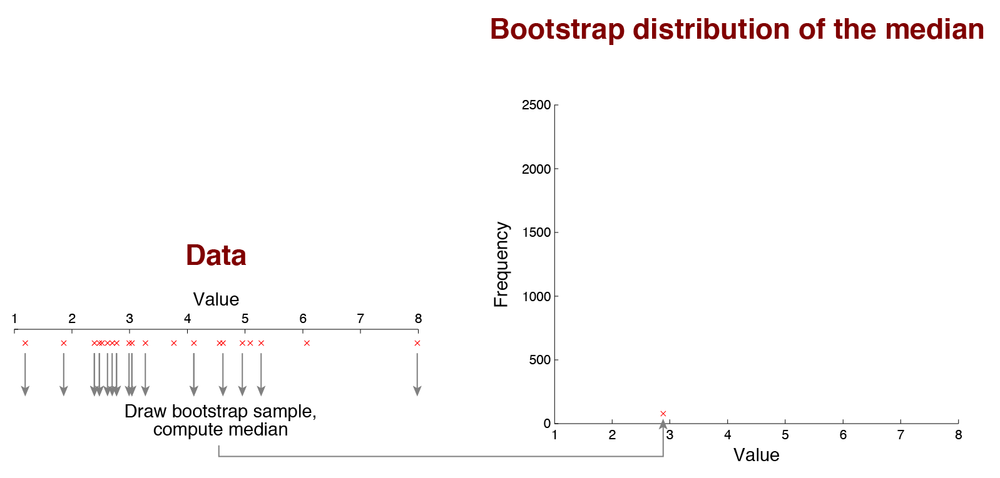 Bootstrap distribution of the median
Data
Value
1 2 3 4 5 6 7 8
Draw bootstrap sample,
compute median
2500
2000
1500
1000
500
0
Frequency
1 2 3 4 5 6 7 8
Value